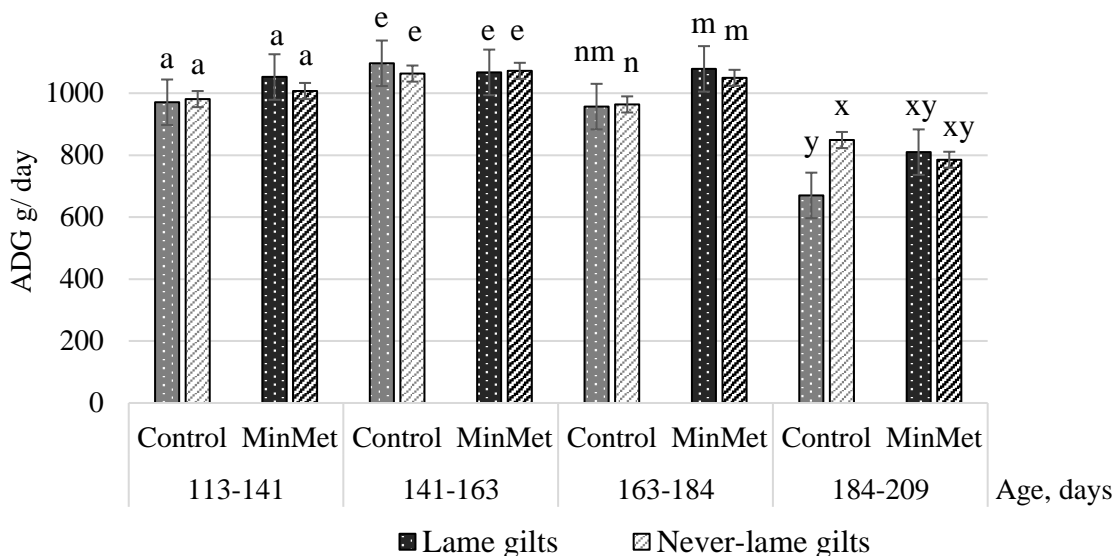 ADG g/ day
1000
800
600
400
200
0
a a a a e e e e nm n m m y x xy xy
Control MinMet Control MinMet Control MinMet Control MinMet
113-141 141-163 163-184 184-209 Age, days
Lame gilts Never-lame gilts